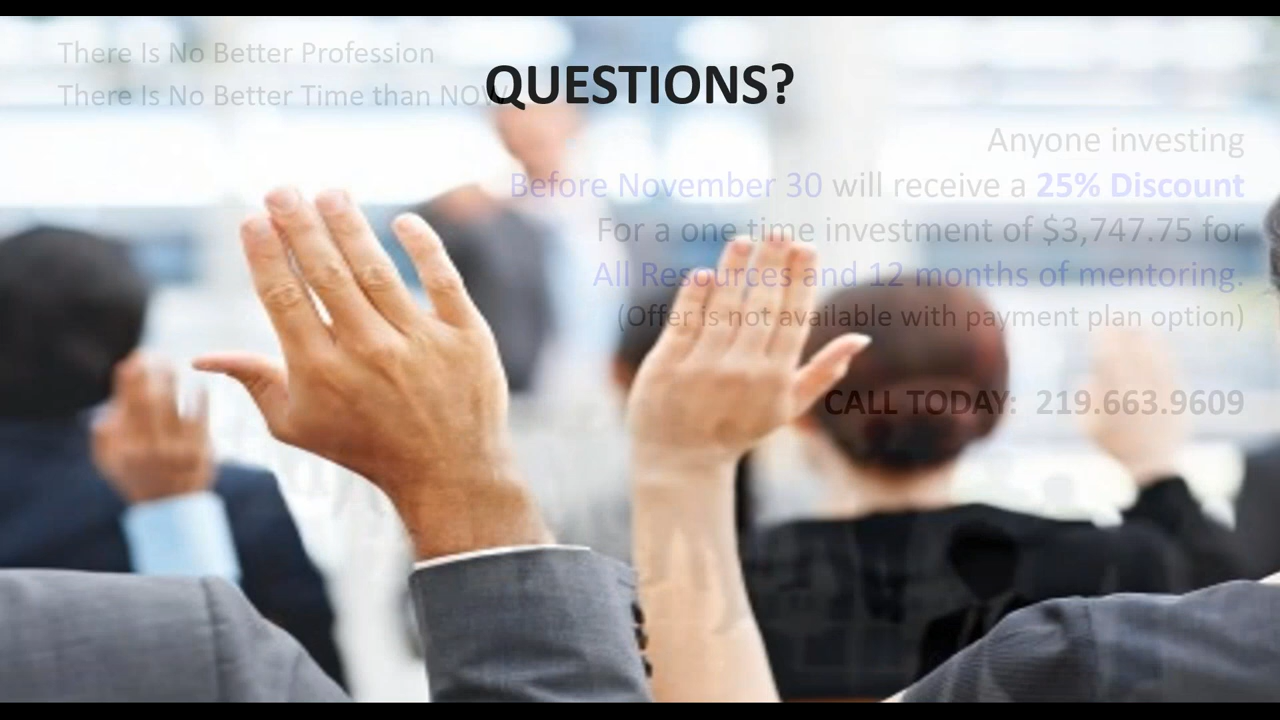 There Is No Better Profession
There Is No Better Time than NOW
QUESTIONS?
Anyone investing
Before November 30 will receive a 25% Discount
For a one time investment of $3,747.75 for
All Resources and 12 months of mentoring.
(Offer is not available with payment plan option)
CALL TODAY: 219.663.9609